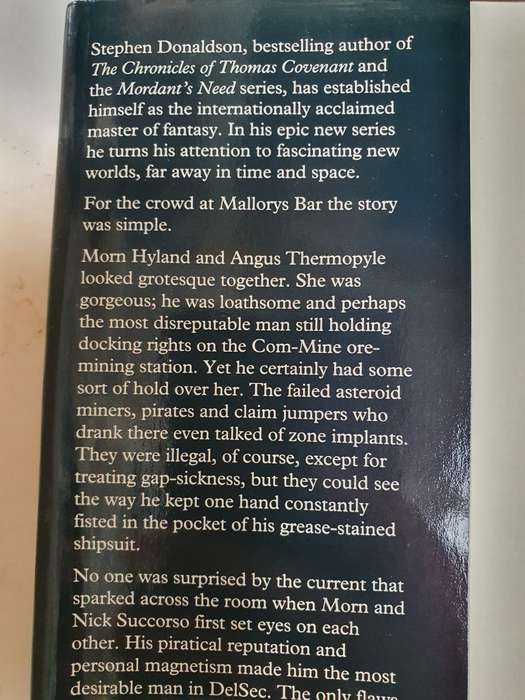 Stephen Donaldson, bestselling author of
The Chronicles of Thomas Covenant and
the Mordant's Need series, has established
himself as the internationally acclaimed
master of fantasy. In his epic new series
he turns his attention to fascinating new
worlds, far away in time and space.
For the crowd at Mallorys Bar the story
was simple.
Morn Hyland and Angus Thermopyle
looked grotesque together. She was
gorgeous; he was loathsome and perhaps
the most disreputable man still holding
docking rights on the Com-Mine ore-
mining station. Yet he certainly had some
sort of hold over her. The failed asteroid
miners, pirates and claim jumpers who
drank there even talked of zone implants.
They were illegal, of course, except for
treating gap-sickness, but they could see
the way he kept one hand constantly
fisted in the pocket of his grease-stained
shipsuit.
No one was surprised by the current that
sparked across the room when Morn and
Nick Succorso first set eyes on each
other. His piratical reputation and
personal magnetism made him the most
desirable man in DelSec. The only flaws